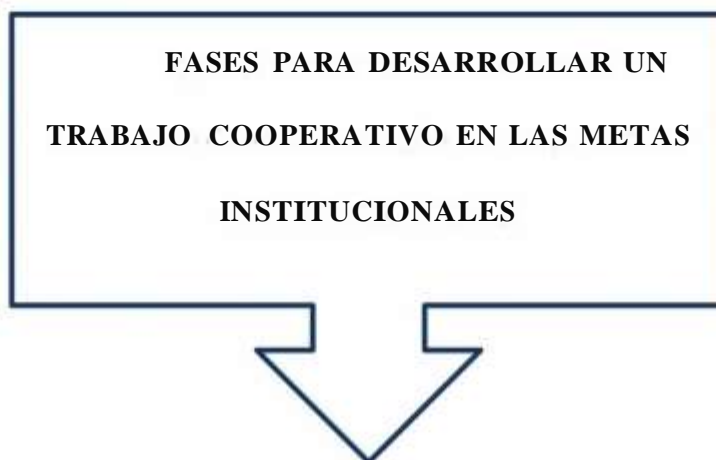 FASES PARA DESARROLLAR UN
TRABAJO COOPERATIVO EN LAS METAS
INSTITUCIONALES